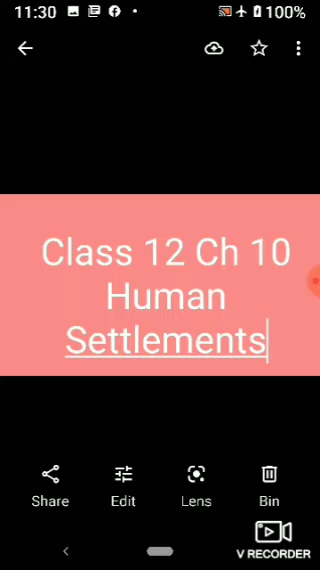 11:30 100%
Class 12 Ch 10
Human
Settlements
Share Edit Lens Bin
V RECORDER